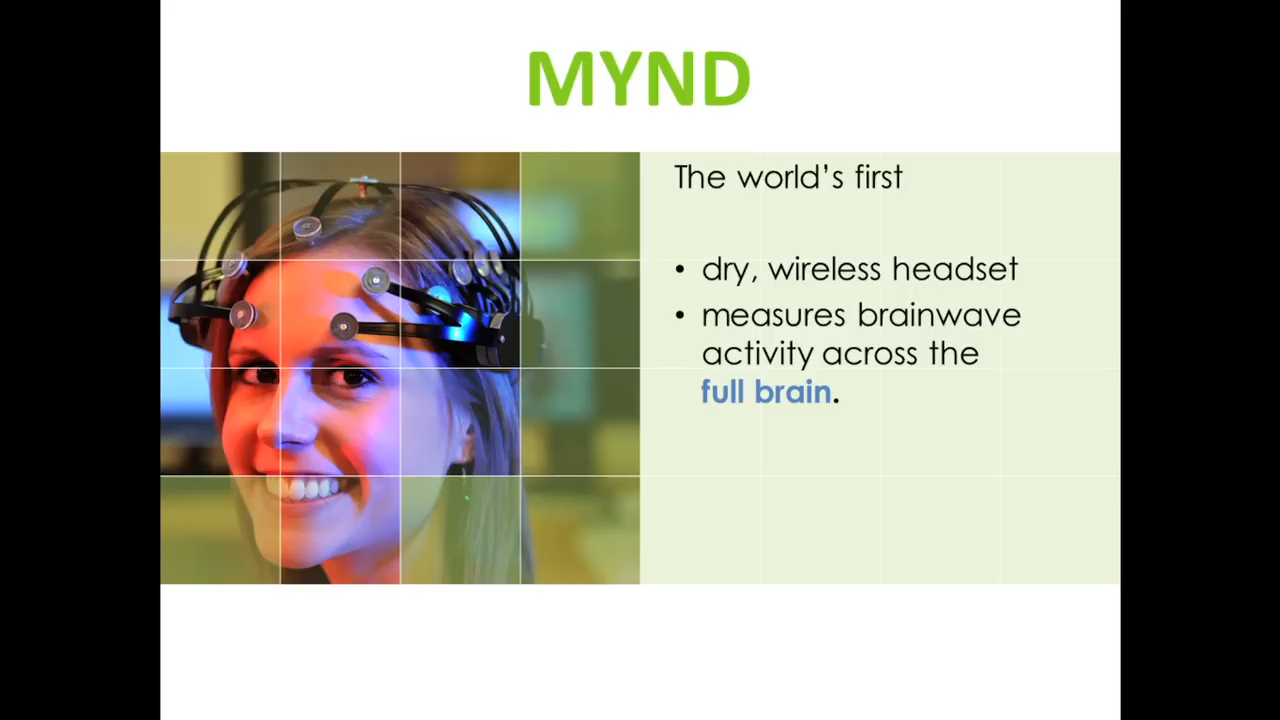 MYND
The world’s first
• dry, wireless headset
• measures brainwave
activity across the
full brain.